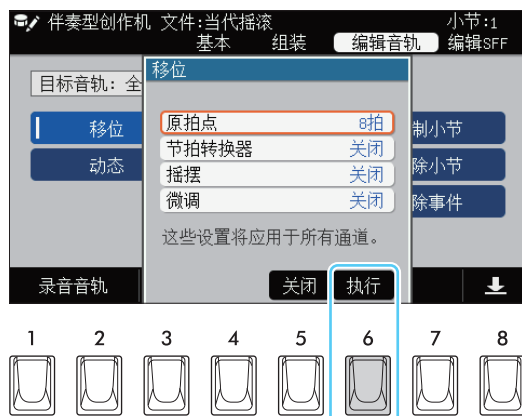 伴奏型创作机 文件:当代摇滚 小节:1
基本 组装 编辑音轨 编辑SFF
移位
目标音轨: 全
原拍点 8拍
移位 制小节
节拍转换器 关闭
动态 除小节
摇摆 关闭
微调 关闭
除事件
这些设置将应用于所有通道。
录音音轨 关闭 执行
1 2 3 4 5 6 7 8